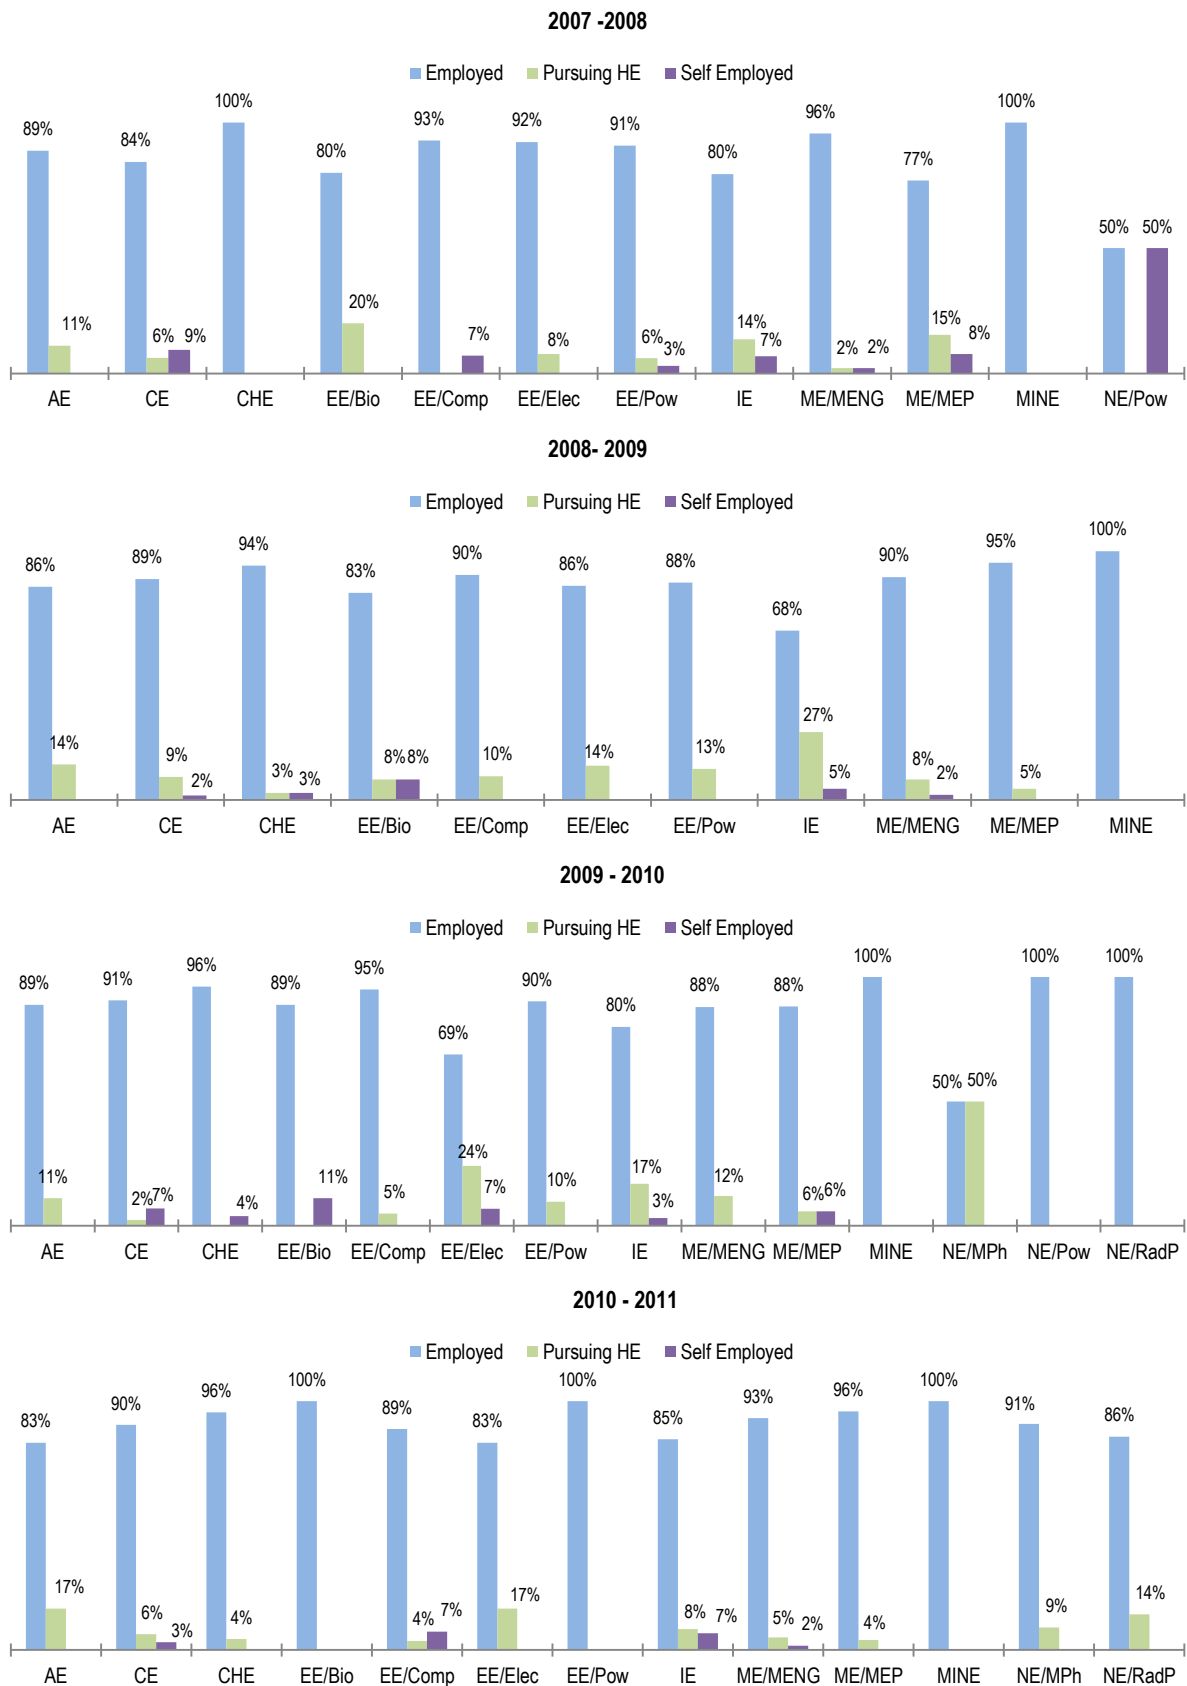 2007 -2008
Employed Pursuing HE Self Employed
100% 100%
96%
93% 92% 91%
89%
84%
80% 80%
77%
50% 50%
20%
15%
14%
11%
9% 8% 8%
7% 7%
6% 6%
3% 2% 2%
AE CE CHE EE/Bio EE/Comp EE/Elec EE/Pow IE ME/MENG ME/MEP MINE NE/Pow
2008- 2009
Employed Pursuing HE Self Employed
100%
94% 95%
89% 90% 90%
86% 86% 88%
83%
68%
27%
14% 14% 13%
9% 8% 8% 10% 8%
2% 3% 3% 5% 2% 5%
AE CE CHE EE/Bio EE/Comp EE/Elec EE/Pow IE ME/MENG ME/MEP MINE
2009 - 2010
Employed Pursuing HE Self Employed
100% 100% 100%
96% 95%
89% 91% 89% 90% 88% 88%
80%
69%
50% 50%
24%
17%
11% 11% 10% 12%
2% 7% 4% 5% 7% 3% 6% 6%
AE CE CHE EE/Bio EE/Comp EE/Elec EE/Pow IE ME/MENG ME/MEP MINE NE/MPh NE/Pow NE/RadP
2010 - 2011
Employed Pursuing HE Self Employed
100% 100% 100%
96% 96%
90% 89% 93% 91%
83% 83% 85% 86%
17% 17% 14%
6% 4% 4% 7% 8% 7% 5% 4% 9%
3% 2%
AE CE CHE EE/Bio EE/Comp EE/Elec EE/Pow IE ME/MENG ME/MEP MINE NE/MPh NE/RadP